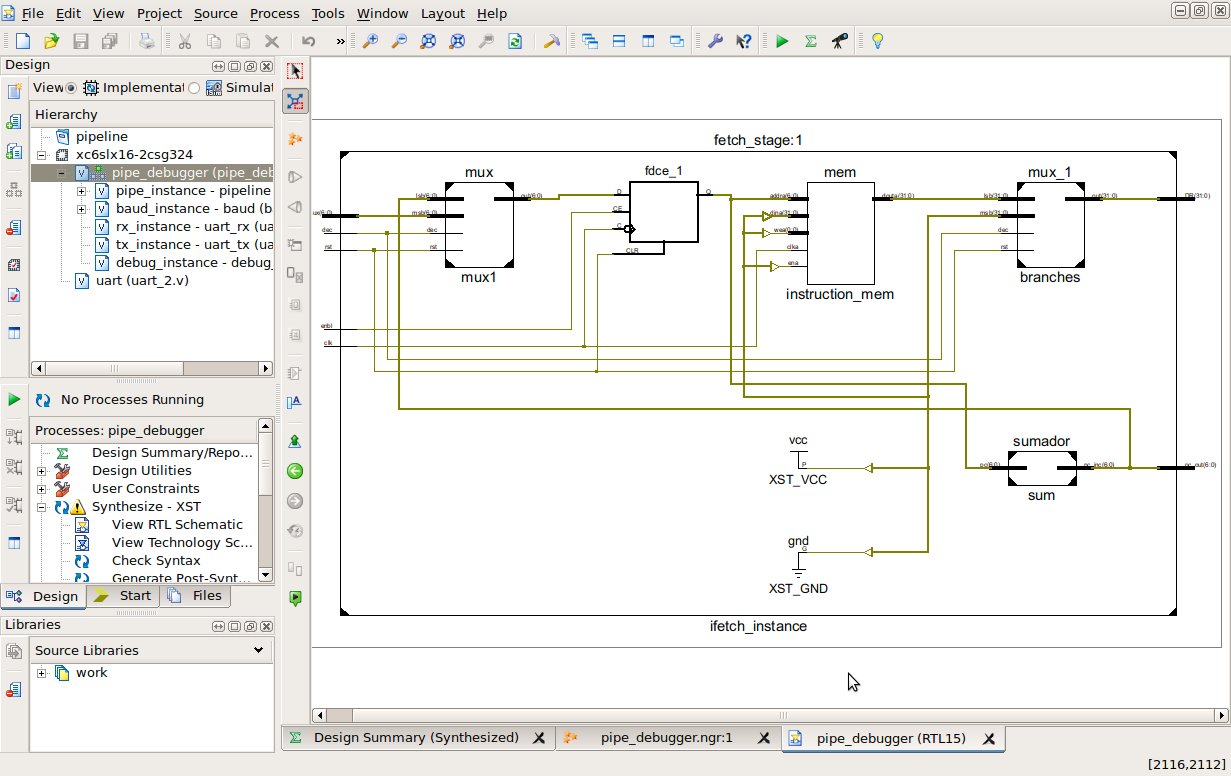 File Edit View Project Source Process Tools Window Layout Help
»
Design
View Implementat Simulat
Hierarchy
pipeline
xc6slx16-2csg324
pipe_debugger (pipe_deb
pipe_instance - pipeline
baud_instance - baud (b
rx_instance - uart_rx (ua
tx_instance - uart_tx (ua
debug_instance - debug_
uart (uart_2.v)
No Processes Running
Processes: pipe_debugger
Design Summary/Repo...
Design Utilities
User Constraints
Synthesize - XST
View RTL Schematic
View Technology Sc...
Check Syntax
Generate Post-Synt...
Design Start Files
Libraries
Source Libraries
work
fetch_stage:1
mux
lsb(6:0) out(6:0)
msb(6:0)
dec
rst
mux1
fdce_1
D Q
CE
C
CLR
mem
addra(6:0) douta(31:0)
dina(31:0)
wea(0:0)
clka
ena
instruction_mem
mux_1
lsb(31:0) out(31:0)
msb(31:0)
dec
rst
branches
ux(6:0)
dec
rst
enbl
clk
vcc
P
XST_VCC
gnd
G
XST_GND
sumador
pc(6:0) pc_inc(6:0)
sum
pc_out(6:0)
ifetch_instance
Design Summary (Synthesized) pipe_debugger.ngr:1 pipe_debugger (RTL15)
[2116,2112]